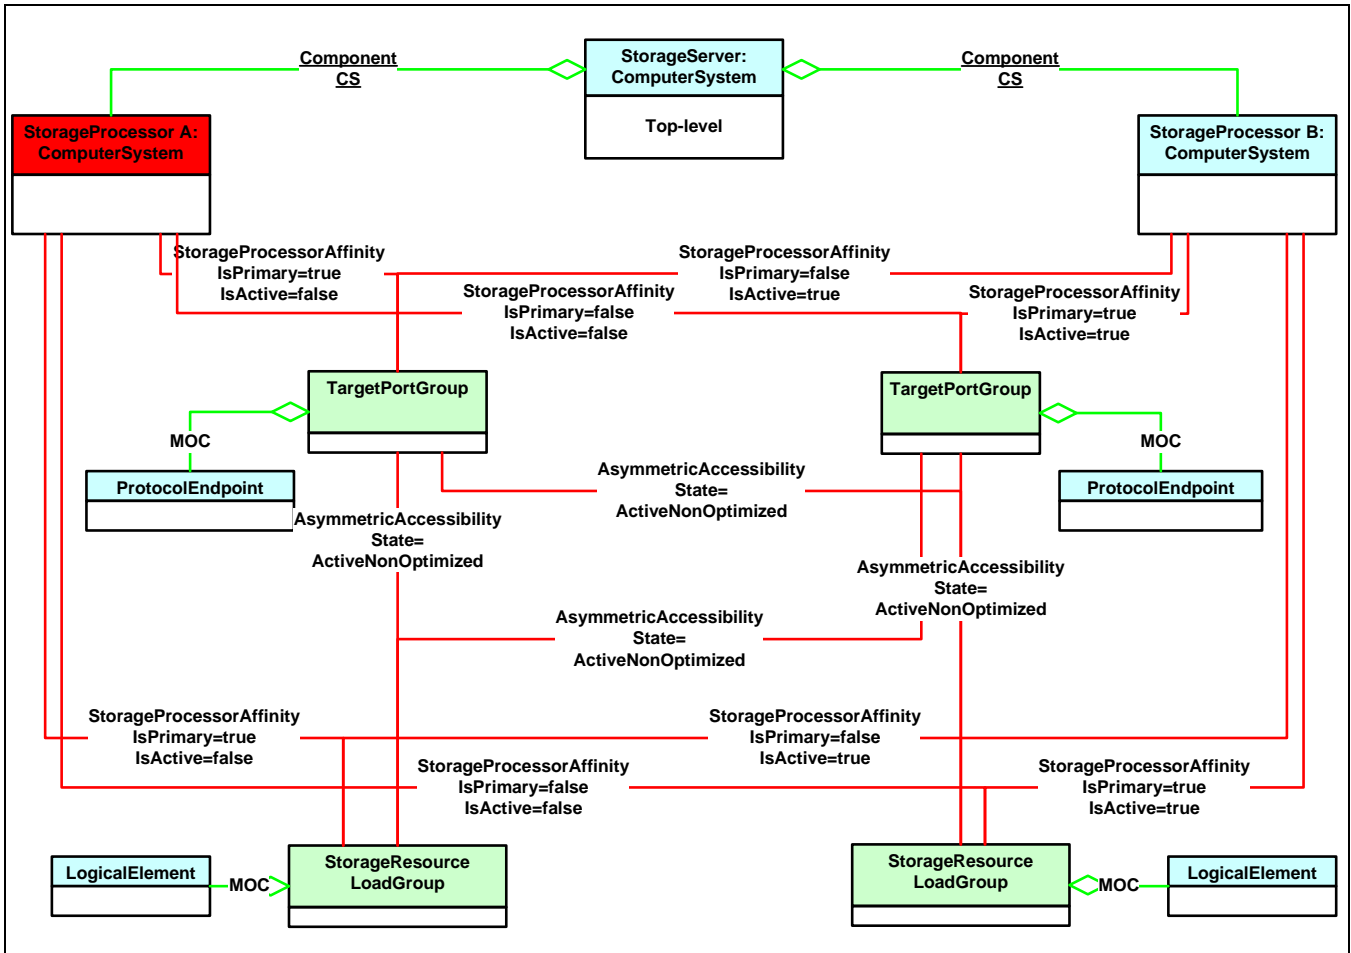 Component
CS
StorageServer:
ComputerSystem
Top-level
Component
CS
StorageProcessor A:
ComputerSystem
StorageProcessor B:
ComputerSystem
StorageProcessorAffinity
IsPrimary=true
IsActive=false
StorageProcessorAffinity
IsPrimary=false
IsActive=true
StorageProcessorAffinity
IsPrimary=false
IsActive=false
StorageProcessorAffinity
IsPrimary=true
IsActive=true
TargetPortGroup
TargetPortGroup
MOC
MOC
ProtocolEndpoint
ProtocolEndpoint
AsymmetricAccessibility
State=
ActiveNonOptimized
AsymmetricAccessibility
State=
ActiveNonOptimized
AsymmetricAccessibility
State=
ActiveNonOptimized
AsymmetricAccessibility
State=
ActiveNonOptimized
StorageProcessorAffinity
IsPrimary=true
IsActive=false
StorageProcessorAffinity
IsPrimary=false
IsActive=true
StorageProcessorAffinity
IsPrimary=false
IsActive=false
StorageProcessorAffinity
IsPrimary=true
IsActive=true
LogicalElement
MOC
StorageResource
LoadGroup
StorageResource
LoadGroup
MOC
LogicalElement